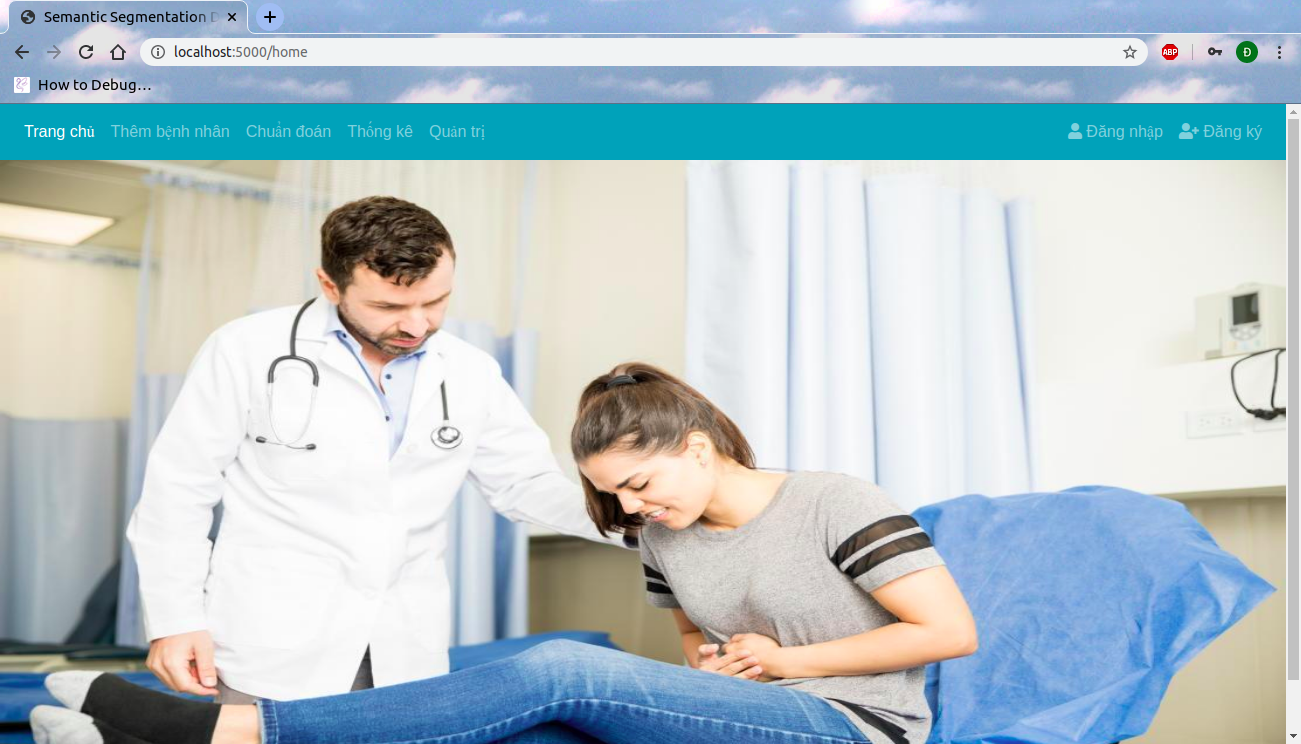 Semantic Segmentation
localhost:5000/home
ABP
Đ
How to Debug…
Trang chủ Thêm bệnh nhân Chuẩn đoán Thống kê Quản trị Đăng nhập Đăng ký